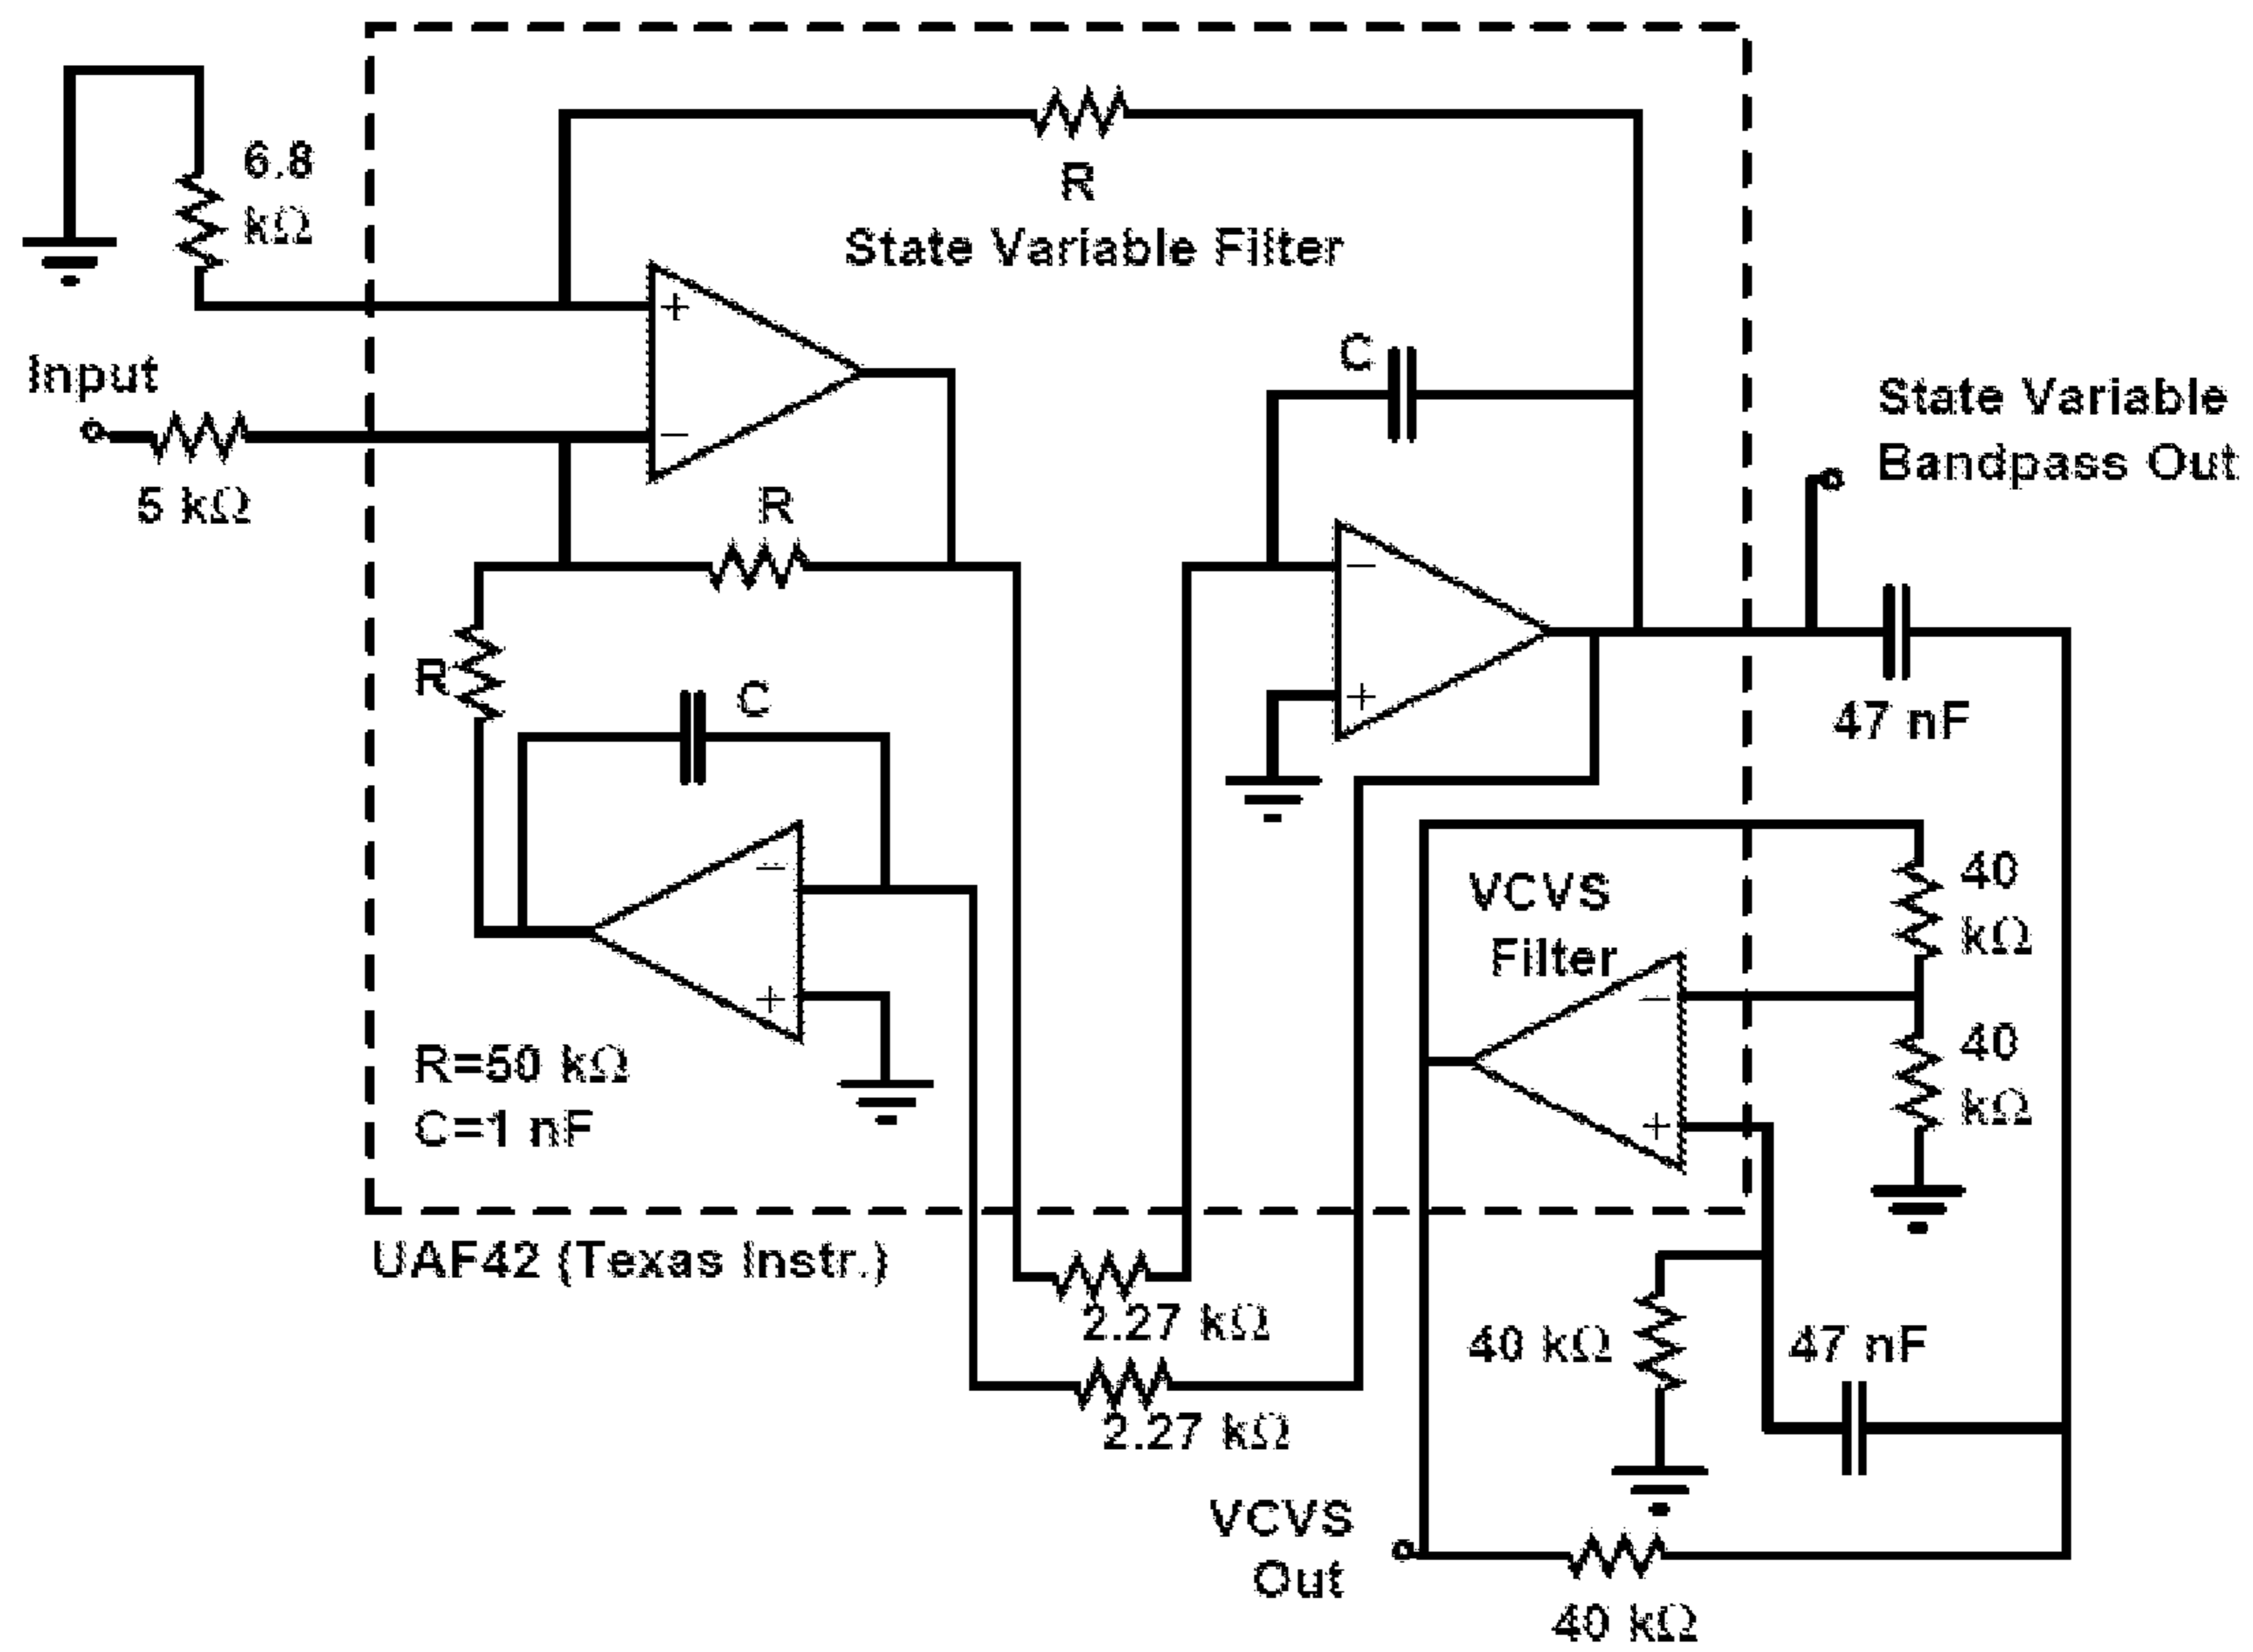 6.8
kΩ
R
State Variable Filter
+
Input
−
5 kΩ
R
C
State Variable
Bandpass Out
−
R
C
+
47 nF
−
VCVS
Filter
40
kΩ
−
+
R=50 kΩ
C=1 nF
40
kΩ
+
UAF42 (Texas Instr.)
2.27 kΩ
40 kΩ
47 nF
2.27 kΩ
VCVS
Out
40 kΩ